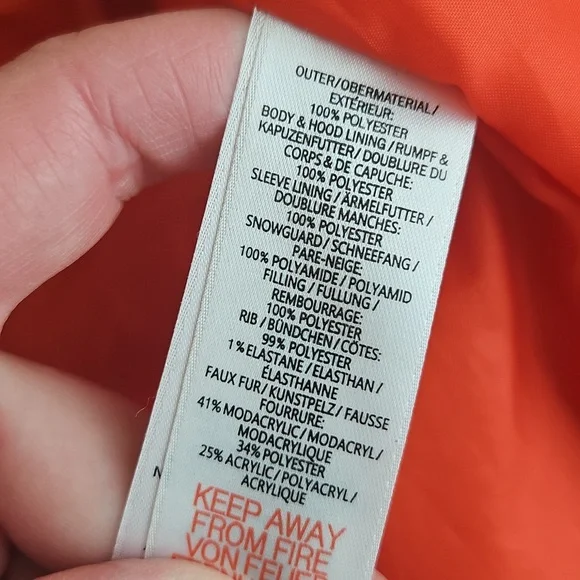 OUTER/OBERMATERIAL/
EXTÉRIEUR:
100% POLYESTER
BODY & HOOD LINING/RUMPF &
KAPUZENFUTTER/DOUBLURE DU
CORPS & DE CAPUCHE:
100% POLYESTER
SLEEVE LINING/ÄRMELFUTTER/
DOUBLURE MANCHES:
100% POLYESTER
SNOWGUARD/SCHNEEFANG/
PARE-NEIGE:
100% POLYAMIDE/POLYAMID
FILLING/FÜLLUNG/
REMBOURRAGE:
100% POLYESTER
RIB/BÜNDCHEN/CÔTES:
99% POLYESTER
1%ELASTANE/ELASTHAN/
ÉLASTHANNE
FAUX FUR/KUNSTPELZ/FAUSSE
FOURRURE:
41% MODACRYLIC/MODACRYL/
MODACRYLIQUE
34% POLYESTER
25% ACRYLIC/POLYACRYL/
ACRYLIQUE
KEEP AWAY
FROM FIRE
VON FEUER